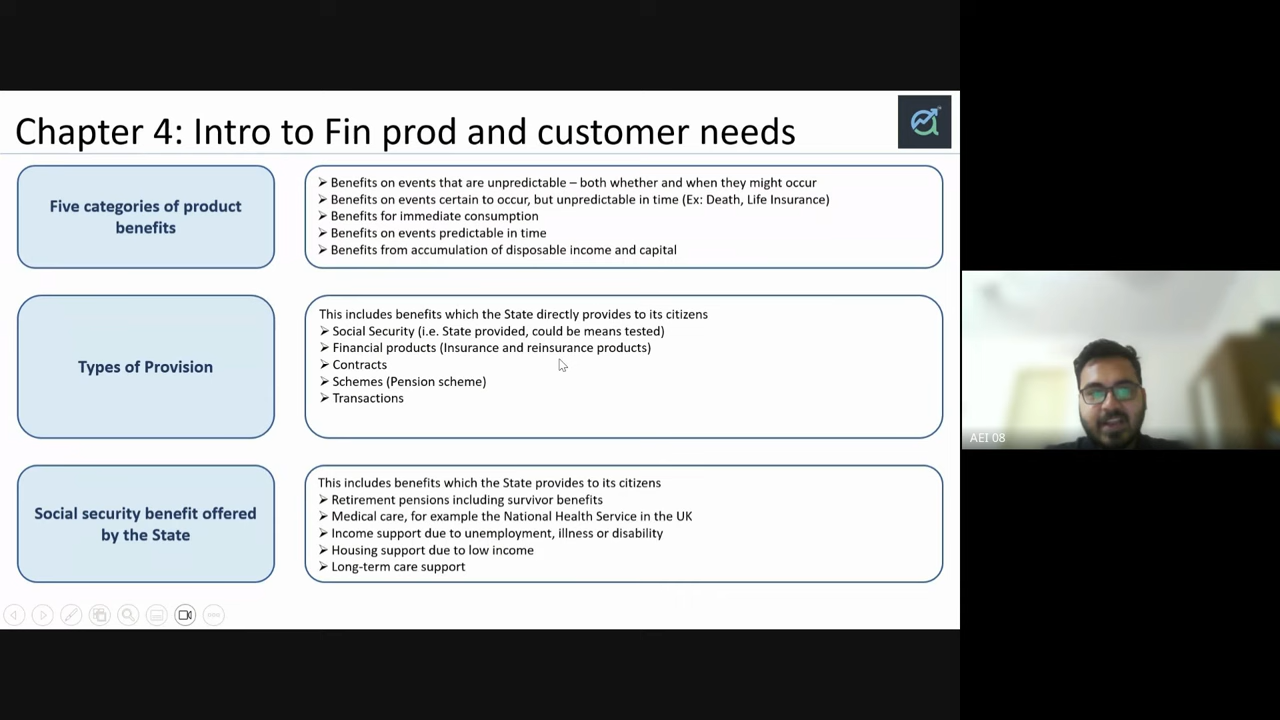 Chapter 4: Intro to Fin prod and customer needs
Five categories of product
benefits
➢ Benefits on events that are unpredictable – both whether and when they might occur
➢ Benefits on events certain to occur, but unpredictable in time (Ex: Death, Life Insurance)
➢ Benefits for immediate consumption
➢ Benefits on events predictable in time
➢ Benefits from accumulation of disposable income and capital
Types of Provision
This includes benefits which the State directly provides to its citizens
➢ Social Security (i.e. State provided, could be means tested)
➢ Financial products (Insurance and reinsurance products)
➢ Contracts
➢ Schemes (Pension scheme)
➢ Transactions
Social security benefit offered
by the State
This includes benefits which the State provides to its citizens
➢ Retirement pensions including survivor benefits
➢ Medical care, for example the National Health Service in the UK
➢ Income support due to unemployment, illness or disability
➢ Housing support due to low income
➢ Long-term care support
AEI 08